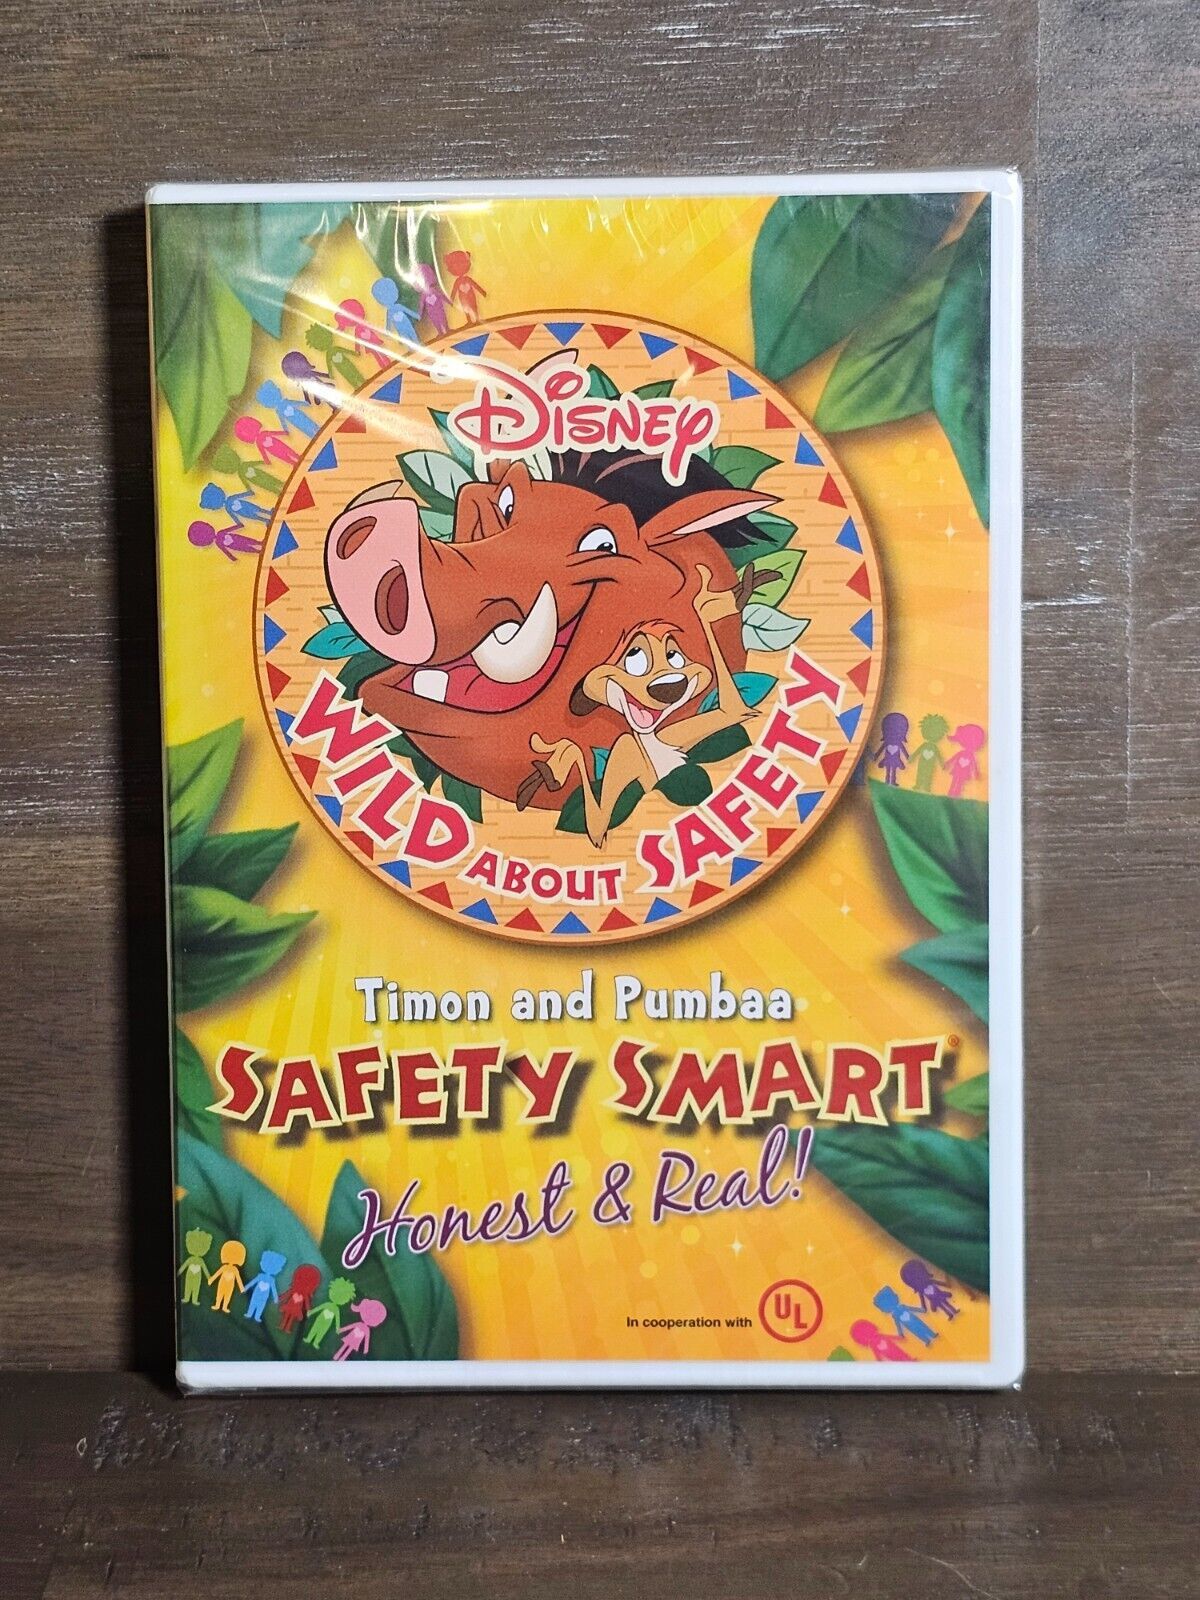 DISNEY
WILD ABOUT SAFETY
Timon and Pumbaa
SAFETY SMART®
Honest & Real!
In cooperation with UL